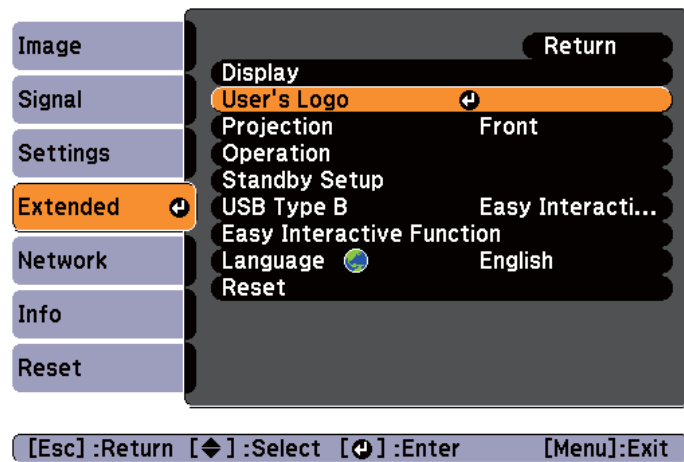 Image
Signal
Settings
Extended
Network
Info
Reset
Return
Display
User's Logo
Projection Front
Operation
Standby Setup
USB Type B Easy Interacti...
Easy Interactive Function
Language English
Reset
[Esc] :Return [ ] :Select [ ] :Enter [Menu]:Exit